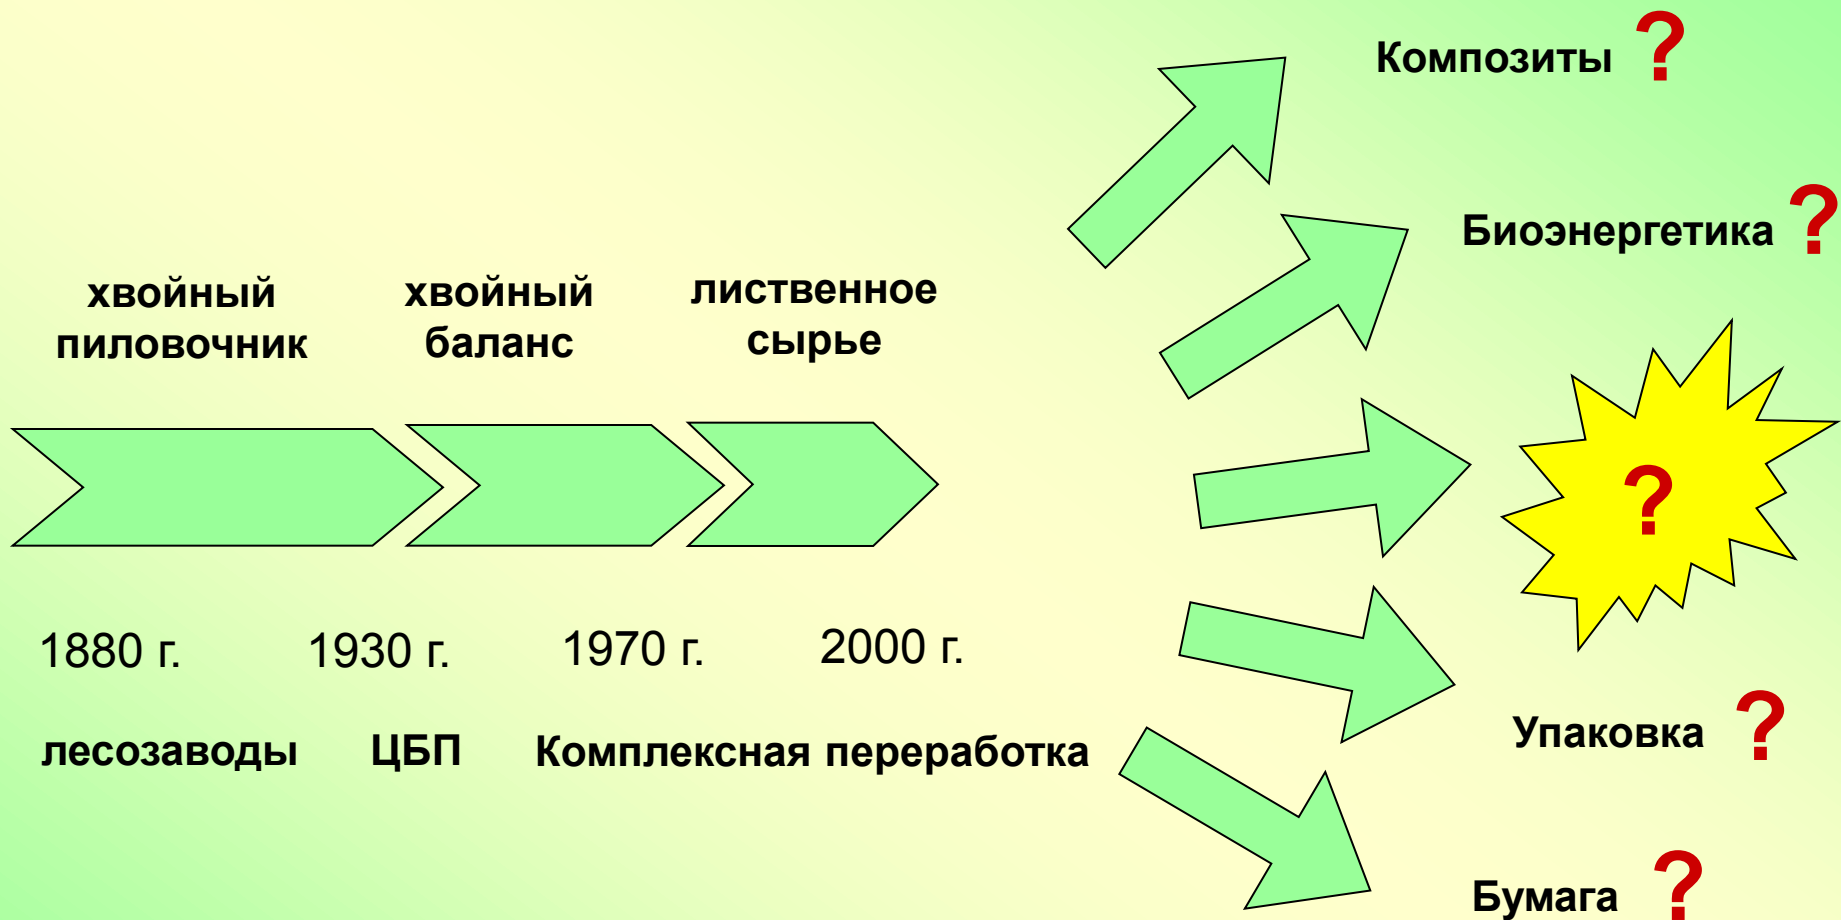 Композиты ?
Биоэнергетика ?
хвойный
пиловочник
хвойный
баланс
лиственное
сырье
?
1880 г.
1930 г.
1970 г.
2000 г.
лесозаводы
ЦБП
Комплексная переработка
Упаковка ?
Бумага ?